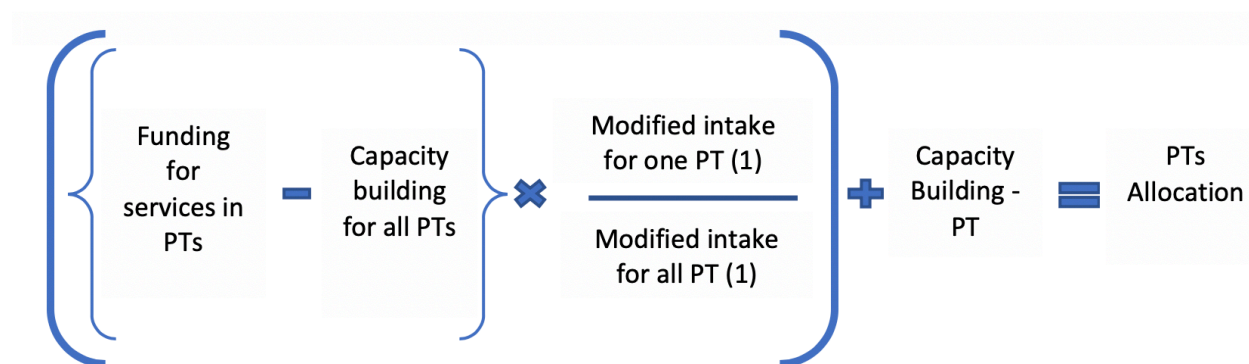 Funding
for
services in
PTs
Capacity
building
for all PTs
Modified intake
for one PT (1)
Modified intake
for all PT (1)
Capacity
Building -
PT
PTs
Allocation